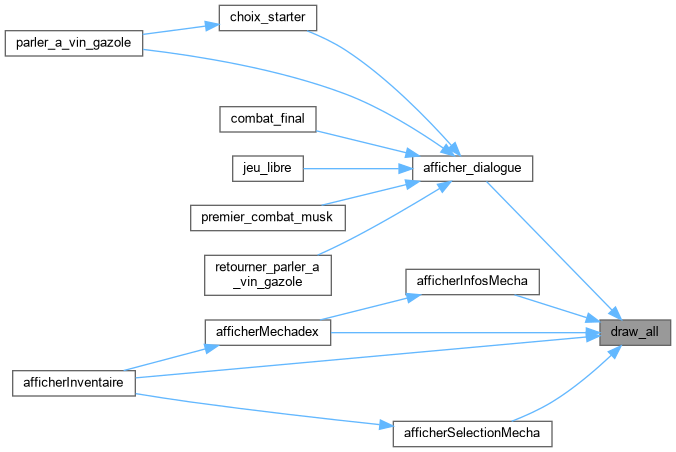 choix_starter
parler_a_vin_gazole
combat_final
jeu_libre
afficher_dialogue
premier_combat_musk
retourner_parler_a
_vin_gazole
afficherInfosMecha
afficherMechadex
draw_all
afficherInventaire
afficherSelectionMecha